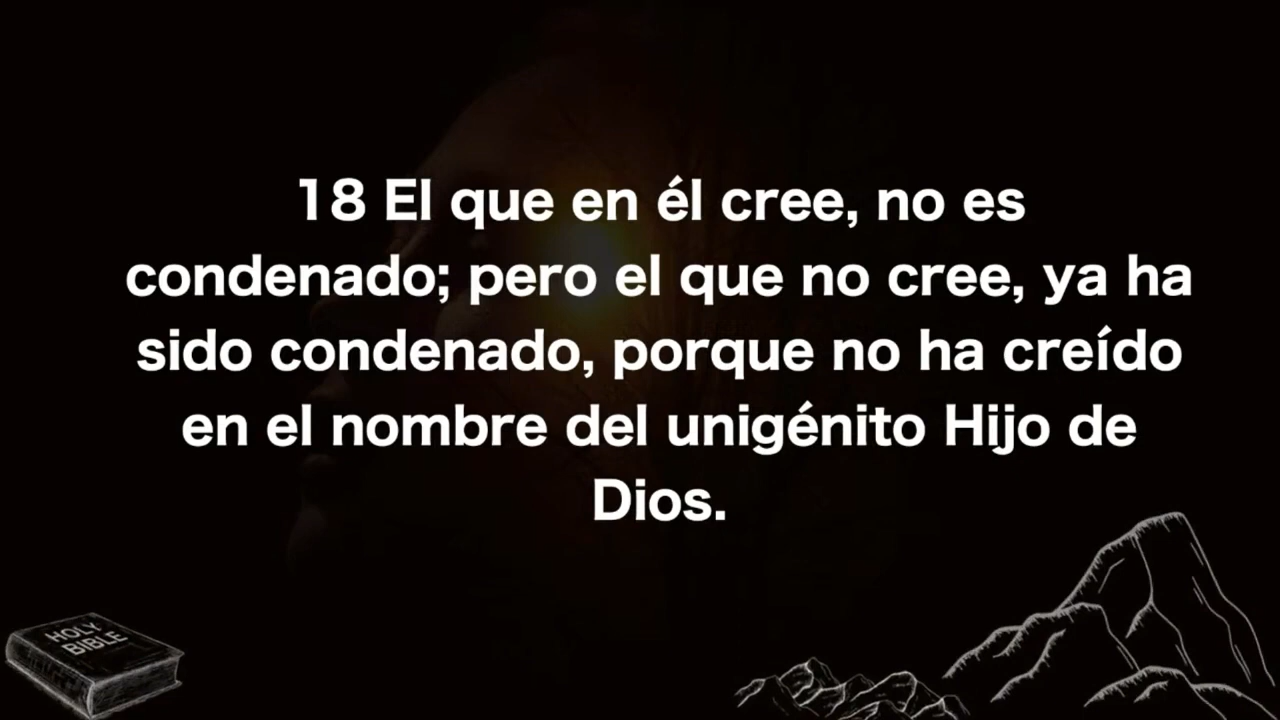 18 El que en él cree, no es
condenado; pero el que no cree, ya ha
sido condenado, porque no ha creído
en el nombre del unigénito Hijo de
Dios.
HOLY
BIBLE